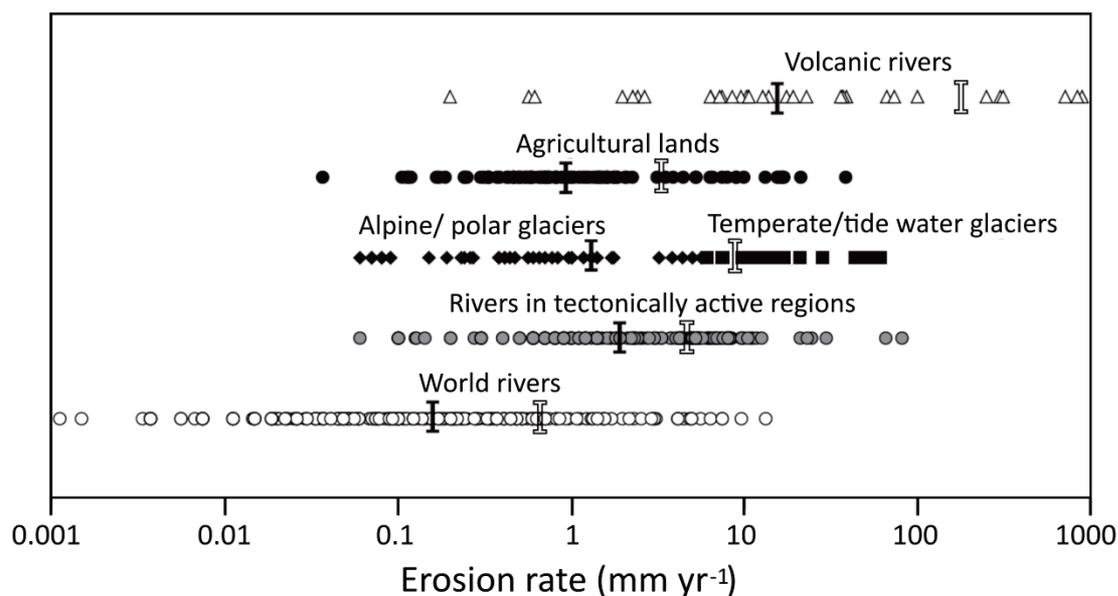 Volcanic rivers
Agricultural lands
Alpine/ polar glaciers
Temperate/tide water glaciers
Rivers in tectonically active regions
World rivers
0.001 0.01 0.1 1 10 100 1000
Erosion rate (mm yr-1)